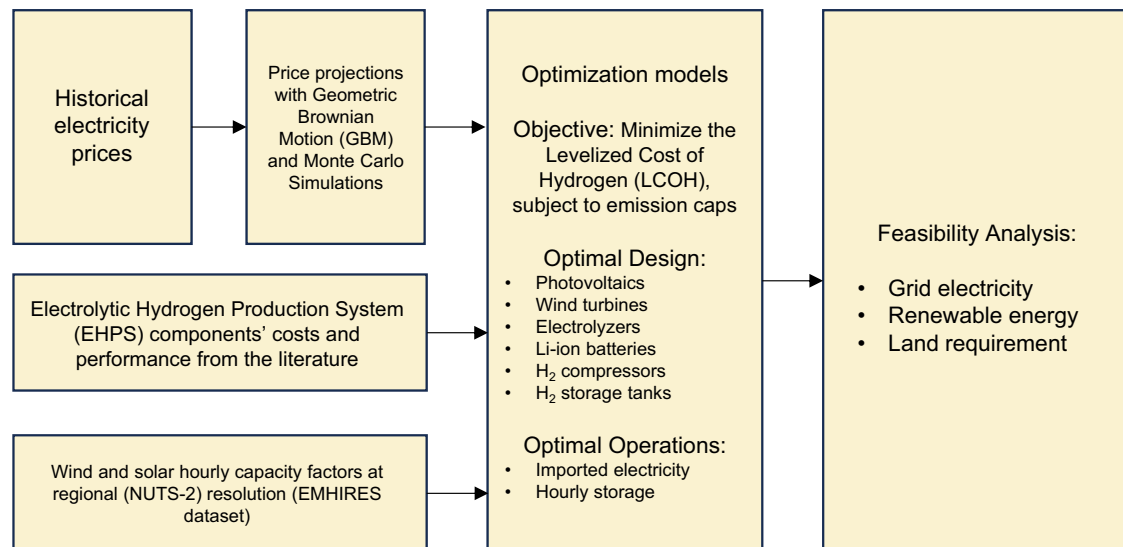 Historical
electricity
prices
Price projections
with Geometric
Brownian
Motion (GBM)
and Monte Carlo
Simulations
Electrolytic Hydrogen Production System
(EHPS) components’ costs and
performance from the literature
Wind and solar hourly capacity factors at
regional (NUTS-2) resolution (EMHIRES
dataset)
Optimization models
Objective: Minimize the
Levelized Cost of
Hydrogen (LCOH),
subject to emission caps
Optimal Design:
• Photovoltaics
• Wind turbines
• Electrolyzers
• Li-ion batteries
• H₂ compressors
• H₂ storage tanks
Optimal Operations:
• Imported electricity
• Hourly storage
Feasibility Analysis:
• Grid electricity
• Renewable energy
• Land requirement